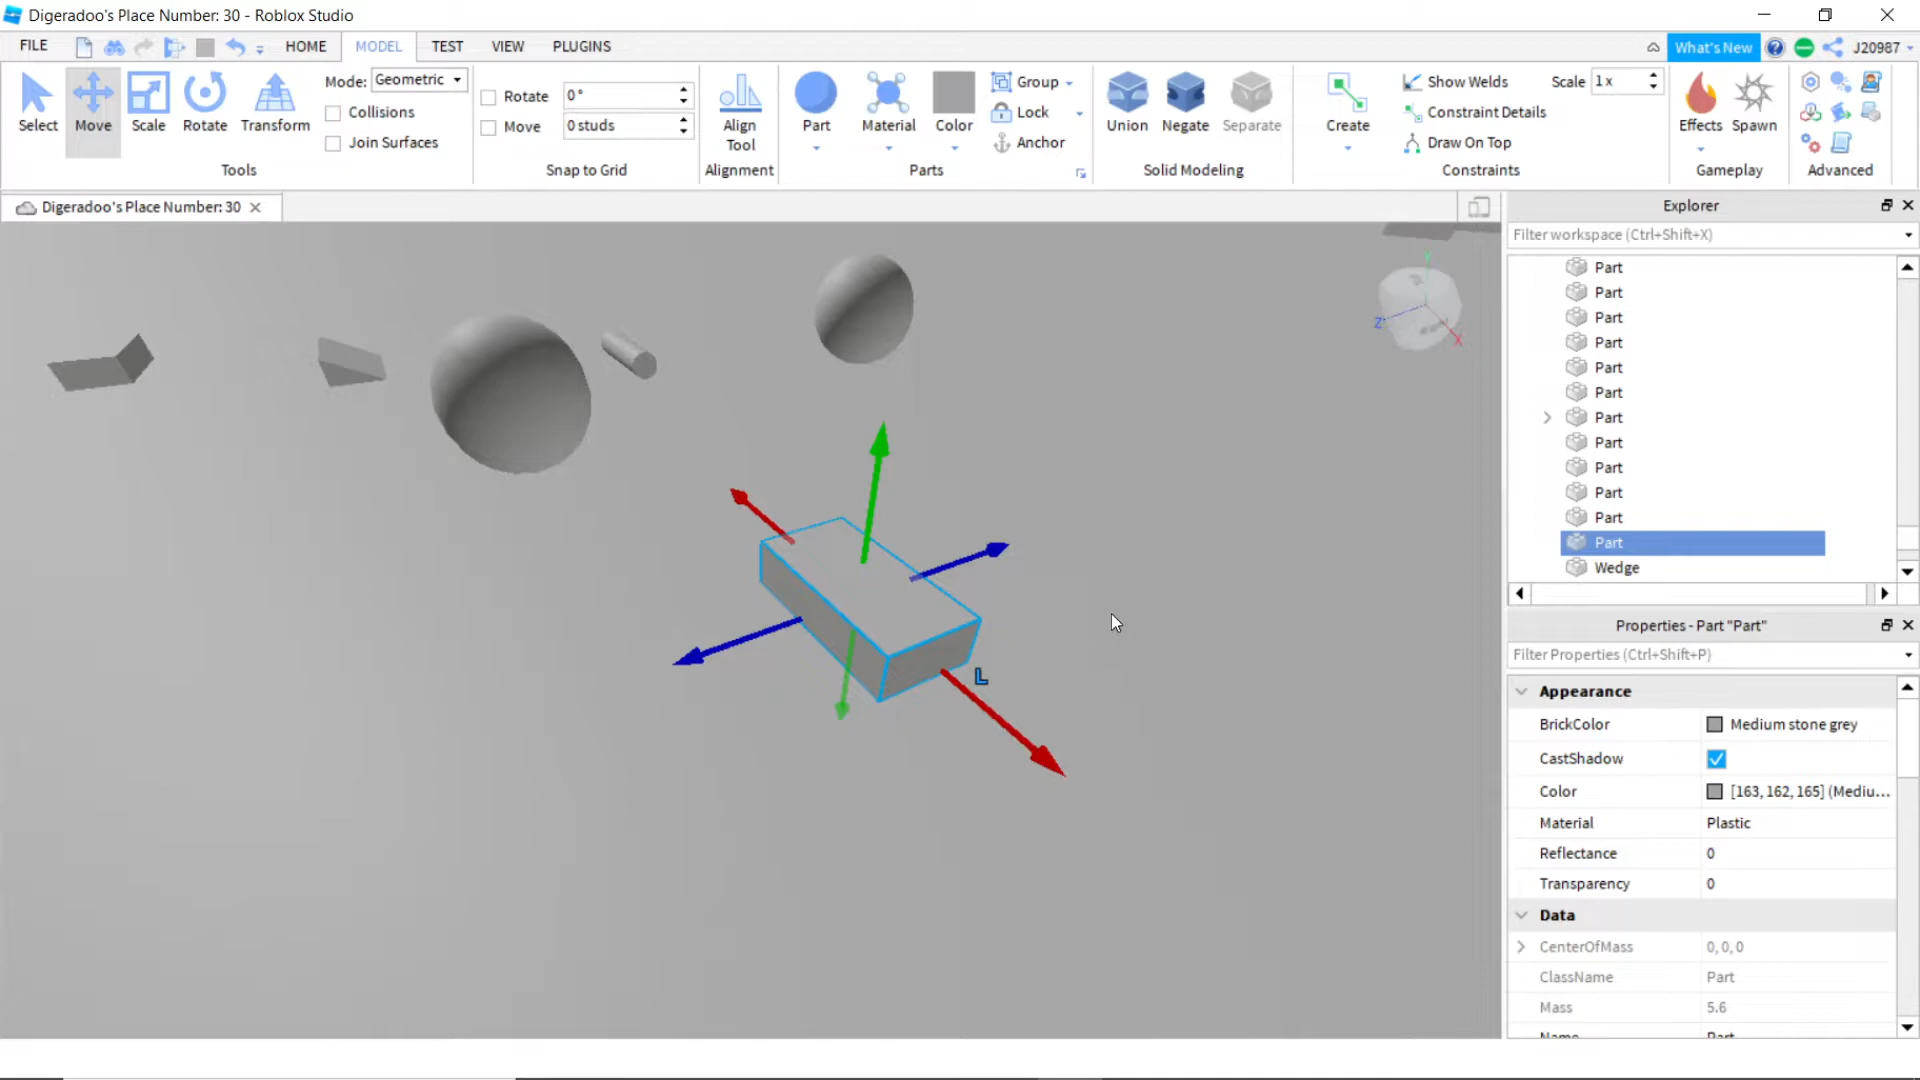 Digeradoo's Place Number: 30 - Roblox Studio
FILE HOME MODEL TEST VIEW PLUGINS What's New J20987
Select Move Scale Rotate Transform
Mode: Geometric
Collisions
Join Surfaces
Tools
Rotate 0°
Move 0 studs
Snap to Grid
Align
Tool
Alignment
Part Material Color
Group
Lock
Anchor
Parts
Union Negate Separate
Solid Modeling
Create
Show Welds Scale 1x
Constraint Details
Draw On Top
Constraints
Effects Spawn
Gameplay
Advanced
Digeradoo's Place Number: 30
Y
Z
X
L
Explorer
Filter workspace (Ctrl+Shift+X)
Part
Part
Part
Part
Part
Part
Part
Part
Part
Part
Part
Part
Wedge
Properties - Part "Part"
Filter Properties (Ctrl+Shift+P)
Appearance
BrickColor Medium stone grey
CastShadow
Color [163, 162, 165] (Mediu...
Material Plastic
Reflectance 0
Transparency 0
Data
CenterOfMass 0, 0, 0
ClassName Part
Mass 5.6
Name Part